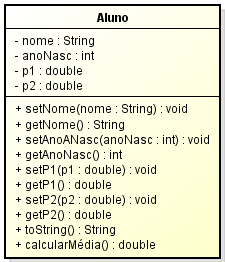 Aluno
- nome : String
- anoNasc : int
- p1 : double
- p2 : double
+ setNome(nome : String) : void
+ getNome() : String
+ setAnoANasc(anoNasc : int) : void
+ getAnoNasc() : int
+ setP1(p1 : double) : void
+ getP1() : double
+ setP2(p2 : double) : void
+ getP2() : double
+ toString() : String
+ calcularMédia() : double